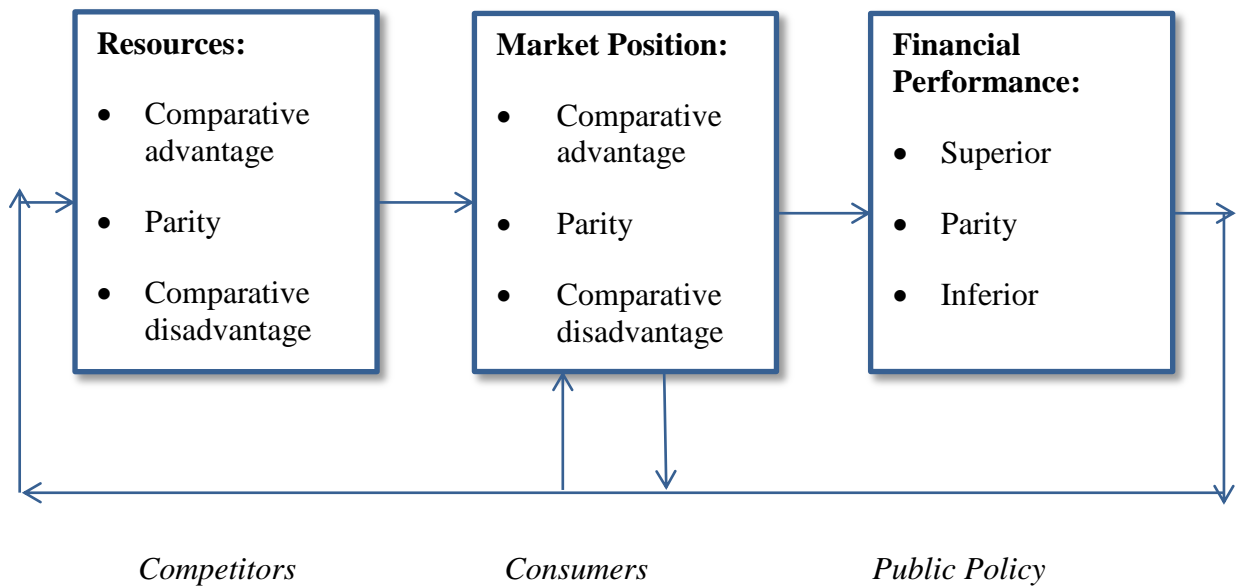 Resources:
• Comparative
advantage
• Parity
• Comparative
disadvantage
Market Position:
• Comparative
advantage
• Parity
• Comparative
disadvantage
Financial
Performance:
• Superior
• Parity
• Inferior
Competitors
Consumers
Public Policy